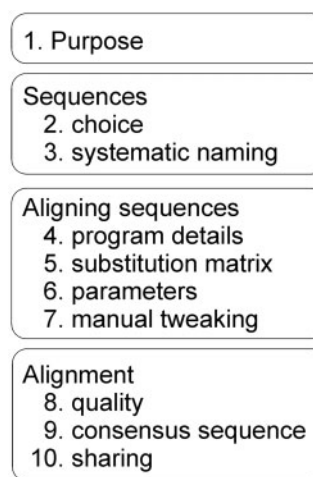 1. Purpose
Sequences
2. choice
3. systematic naming
Aligning sequences
4. program details
5. substitution matrix
6. parameters
7. manual tweaking
Alignment
8. quality
9. consensus sequence
10. sharing